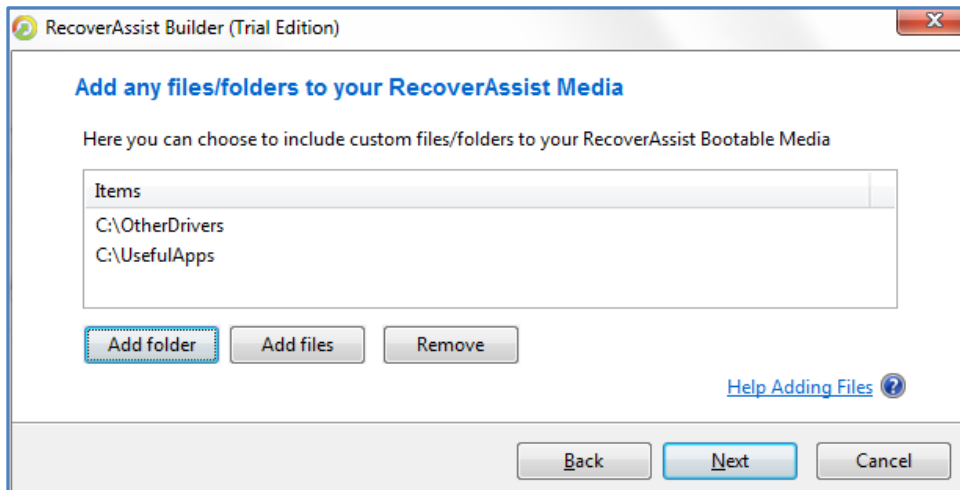 RecoverAssist Builder (Trial Edition)
Add any files/folders to your RecoverAssist Media
Here you can choose to include custom files/folders to your RecoverAssist Bootable Media
Items
C:\OtherDrivers
C:\UsefulApps
Add folder Add files Remove
Help Adding Files ?
Back Next Cancel